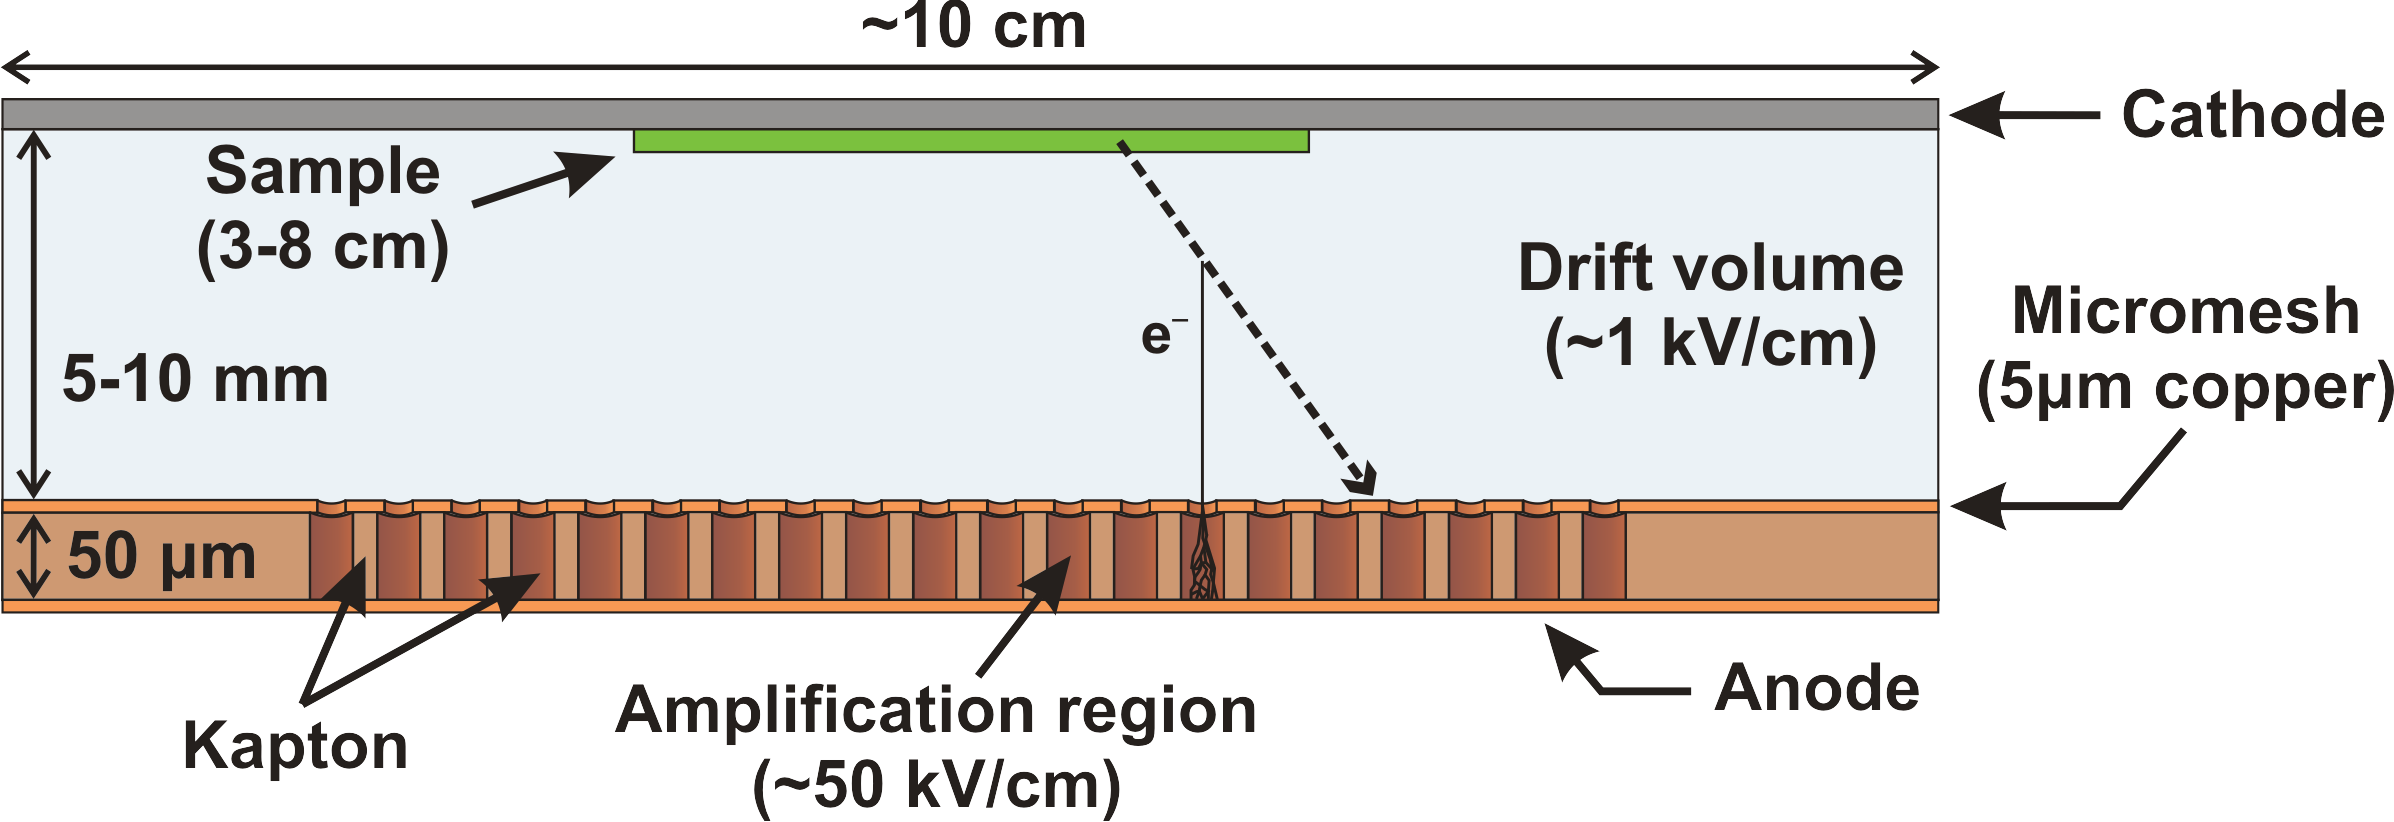 ~10 cm
Cathode
Sample
(3-8 cm)
Drift volume
(~1 kV/cm)
Micromesh
(5µm copper)
e⁻
5-10 mm
50 µm
Kapton
Amplification region
(~50 kV/cm)
Anode